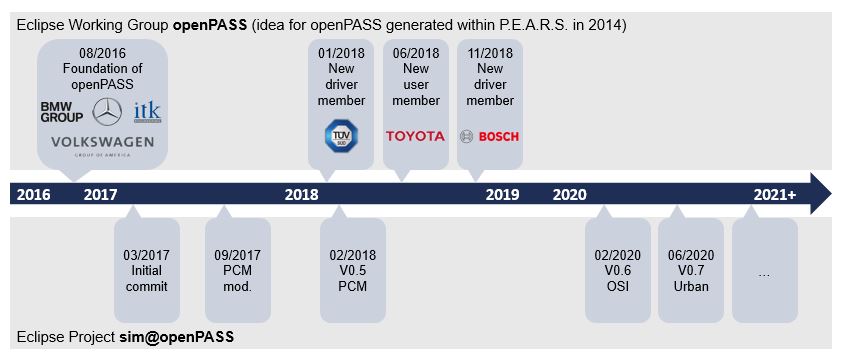 Eclipse Working Group openPASS (idea for openPASS generated within P.E.A.R.S. in 2014)
08/2016
Foundation of
openPASS
BMW
GROUP
itk
VOLKSWAGEN
GROUP OF AMERICA
01/2018
New
driver
member
TÜV
SÜD
06/2018
New
user
member
TOYOTA
11/2018
New
driver
member
BOSCH
2016 2017 2018 2019 2020 2021+
03/2017
Initial
commit
09/2017
PCM
mod.
02/2018
V0.5
PCM
02/2020
V0.6
OSI
06/2020
V0.7
Urban
...
Eclipse Project sim@openPASS